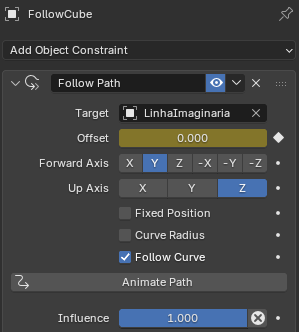 FollowCube
Add Object Constraint
Follow Path
Target LinhaImaginaria
Offset 0.000
Forward Axis X Y Z -X -Y -Z
Up Axis X Y Z
Fixed Position
Curve Radius
Follow Curve
Animate Path
Influence 1.000